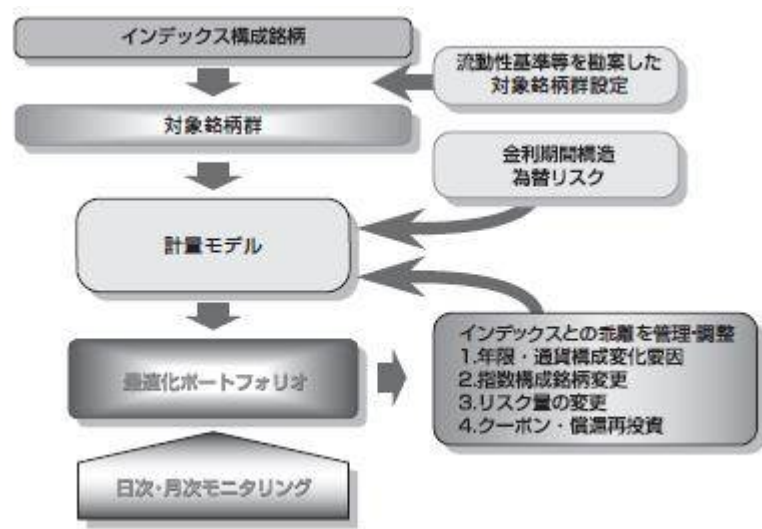 インデックス構成銘柄
流動性基準等を勘案した
対象銘柄群設定
対象銘柄群
金利期間構造
為替リスク
計量モデル
最適化ポートフォリオ
インデックスとの乖離を管理・調整
1.年限・通貨構成変化要因
2.指数構成銘柄変更
3.リスク量の変更
4.クーポン・償還再投資
日次・月次モニタリング